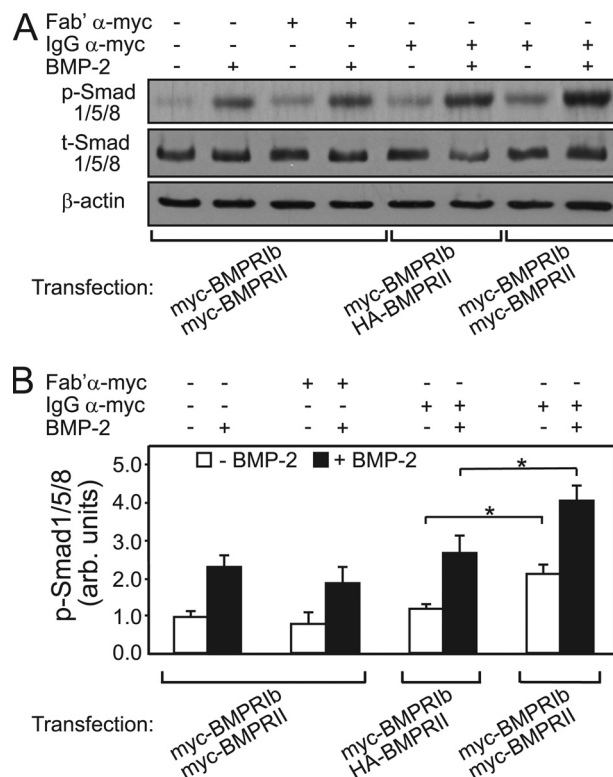 A
Fab' α-myc - - + + - - - -
IgG α-myc - - - - + + + +
BMP-2 - + - + - + - +
p-Smad
1/5/8
t-Smad
1/5/8
β-actin
Transfection:
myc-BMPRIb
myc-BMPRII
myc-BMPRIb
HA-BMPRII
myc-BMPRIb
myc-BMPRII
B
Fab'α-myc - - + + - - - -
IgG α-myc - - - - + + + +
BMP-2 - + - + - + - +
p-Smad1/5/8
(arb. units)
5.0
4.0
3.0
2.0
1.0
0.0
- BMP-2 + BMP-2
*
*
Transfection:
myc-BMPRIb
myc-BMPRII
myc-BMPRIb
HA-BMPRII
myc-BMPRIb
myc-BMPRII